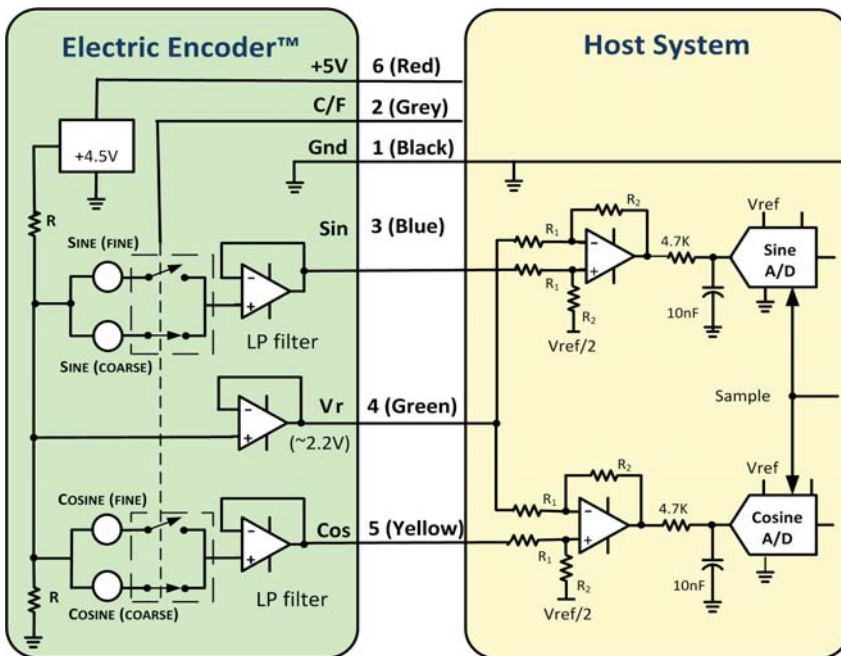 Electric Encoder™
Host System
+5V 6 (Red)
C/F 2 (Grey)
Gnd 1 (Black)
+4.5V
R
Sin 3 (Blue)
SINE (FINE)
SINE (COARSE)
LP filter
R1
R2
R1
R2
Vref/2
4.7K
10nF
Vref
Sine
A/D
Sample
Vr 4 (Green)
(~2.2V)
COSINE (FINE)
COSINE (COARSE)
R
Cos 5 (Yellow)
LP filter
R1
R2
R1
R2
Vref/2
4.7K
10nF
Vref
Cosine
A/D